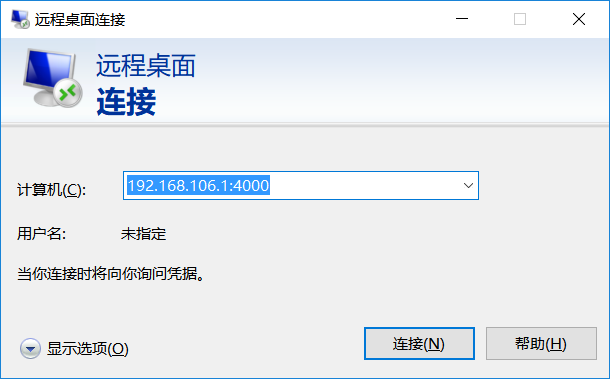 远程桌面连接
远程桌面
连接
计算机(C):
192.168.106.1:4000
用户名:
未指定
当你连接时将向你询问凭据。
显示选项(O)
连接(N)
帮助(H)